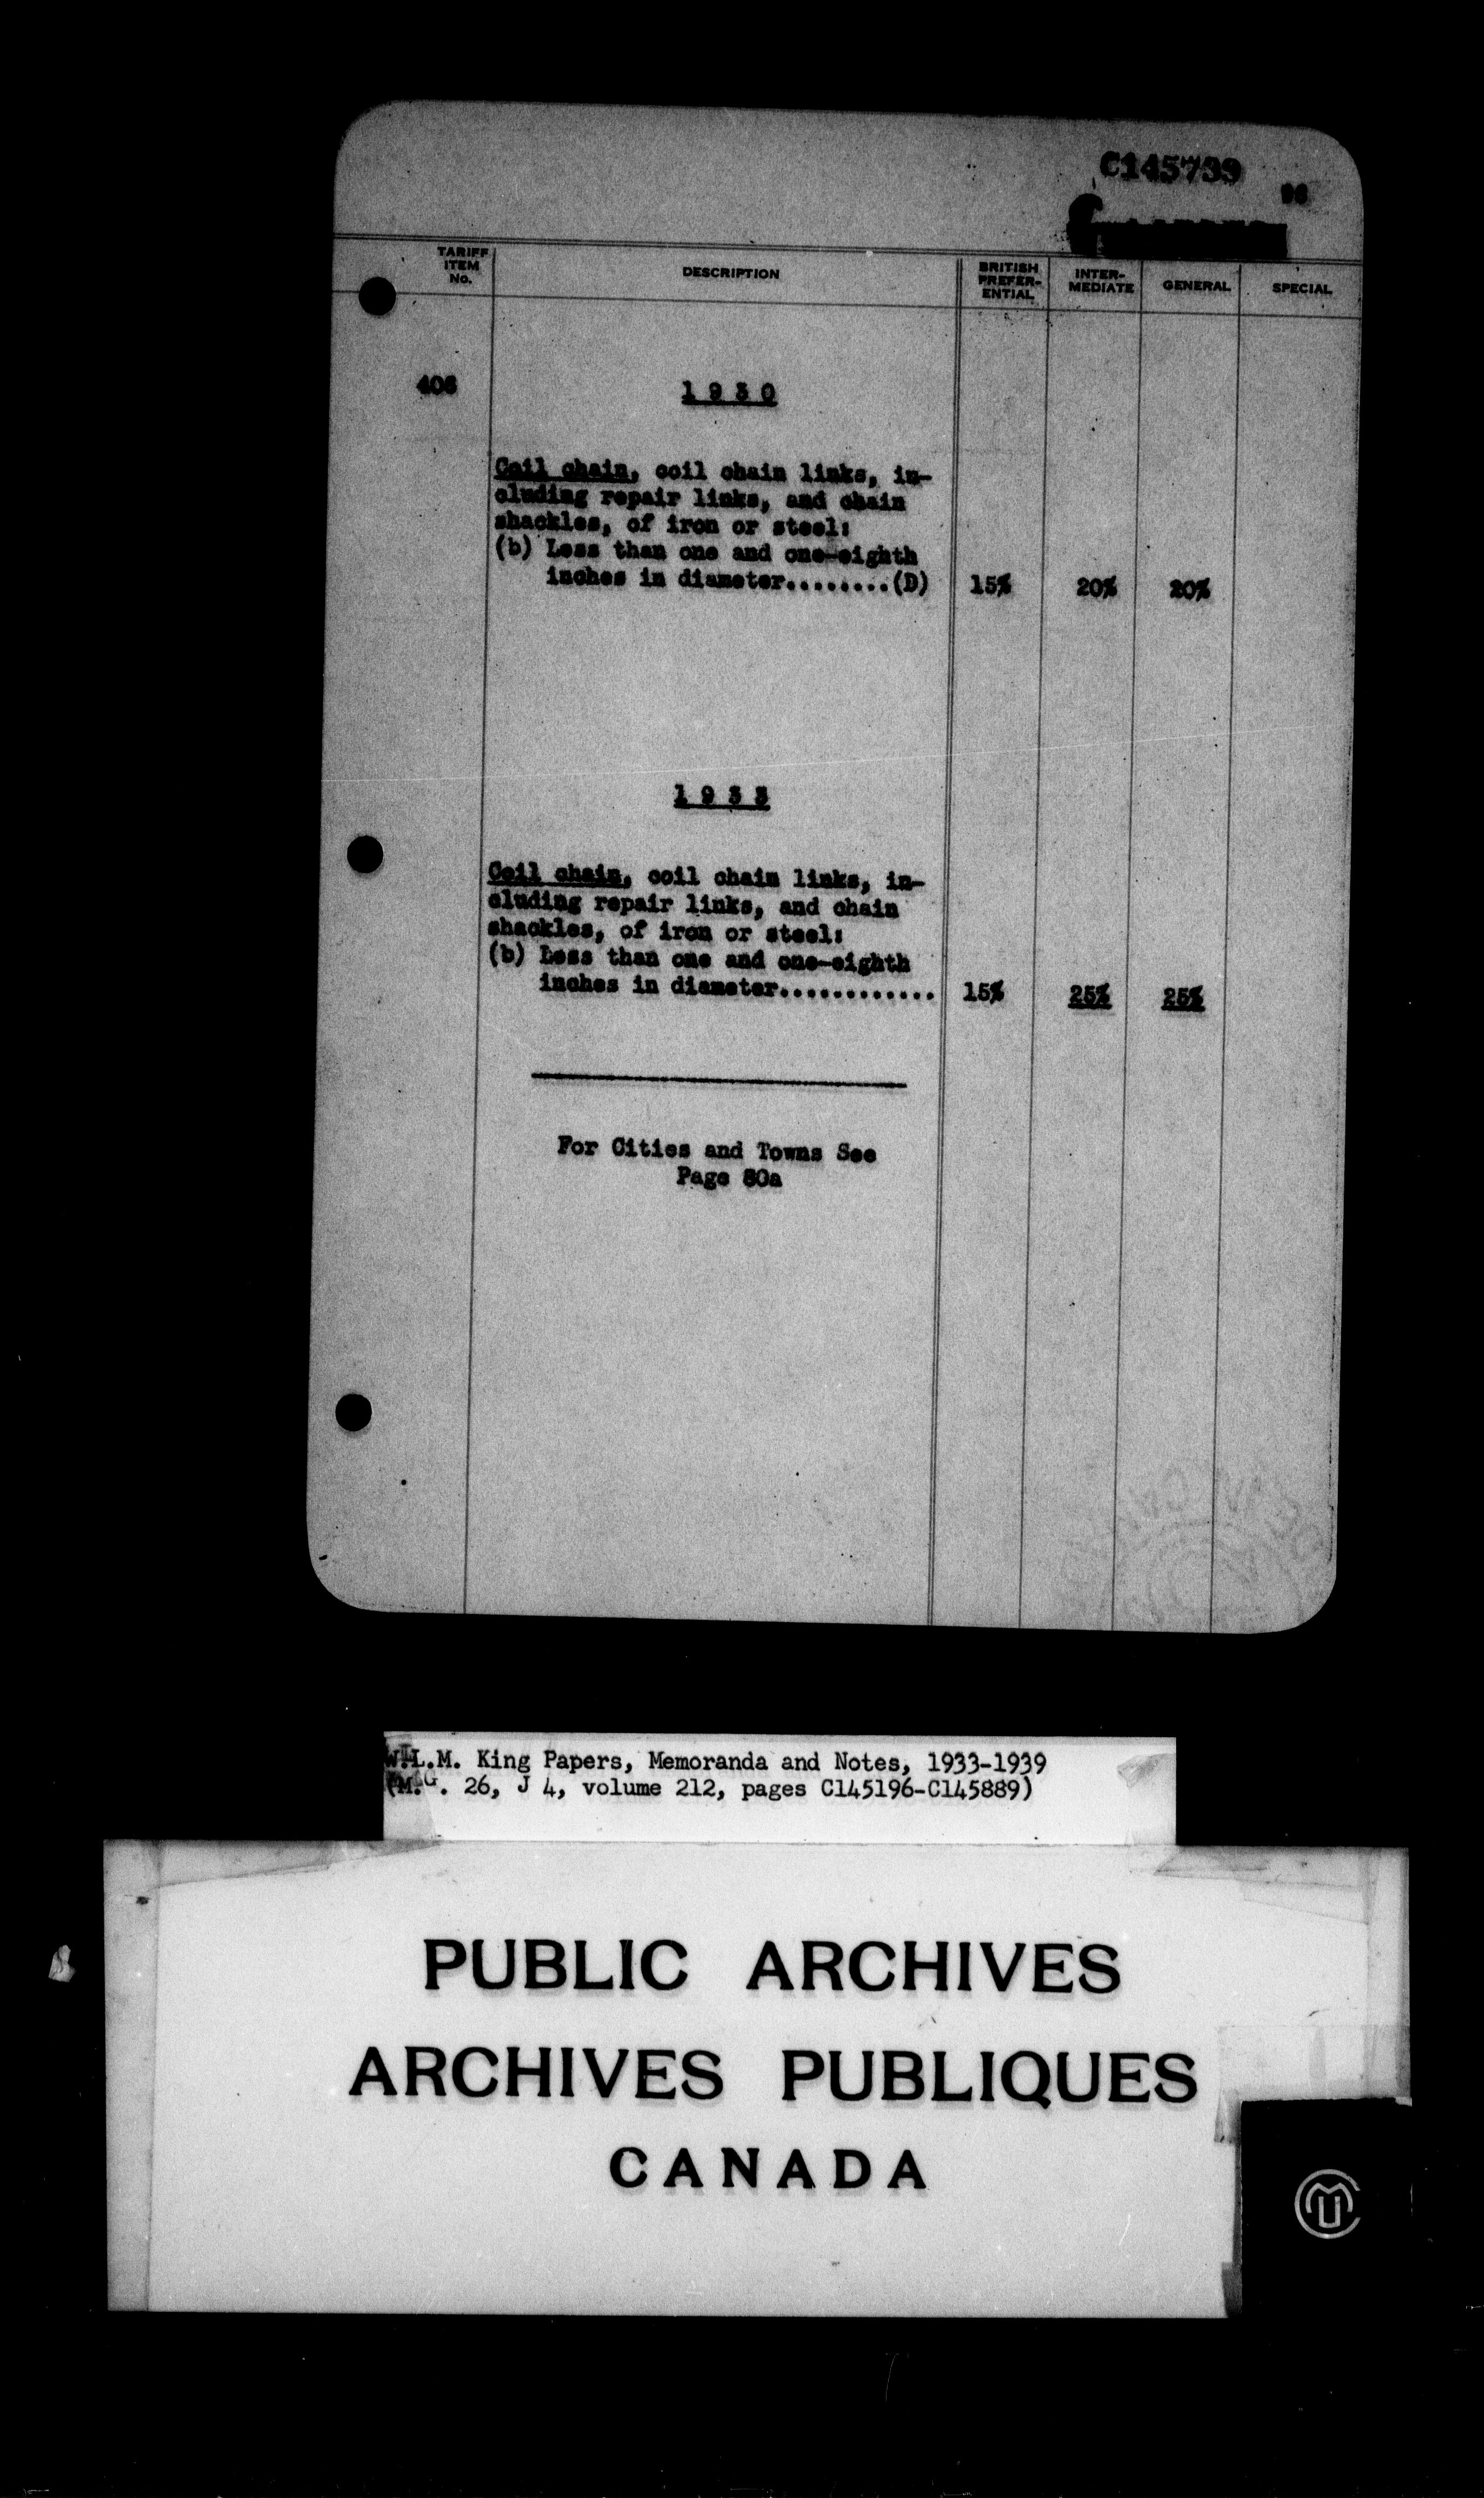 C145739
96
TARIFF ITEM No. DESCRIPTION BRITISH PREFER- ENTIAL INTER- MEDIATE GENERAL SPECIAL
406 1930
Coil chain, coil chain links, in-
cluding repair links, and chain
shackles, of iron or steel:
(b) Less than one and one-eighth
inches in diameter........(D) 15% 20% 20%
1933
Coil chain, coil chain links, in-
cluding repair links, and chain
shackles, of iron or steel:
(b) Less than one and one-eighth
inches in diameter............ 15% 25% 25%
For Cities and Towns See
Page 80a
W.L.M. King Papers, Memoranda and Notes, 1933-1939
(M.G. 26, J 4, volume 212, pages C145196-C145889)
PUBLIC ARCHIVES
ARCHIVES PUBLIQUES
CANADA